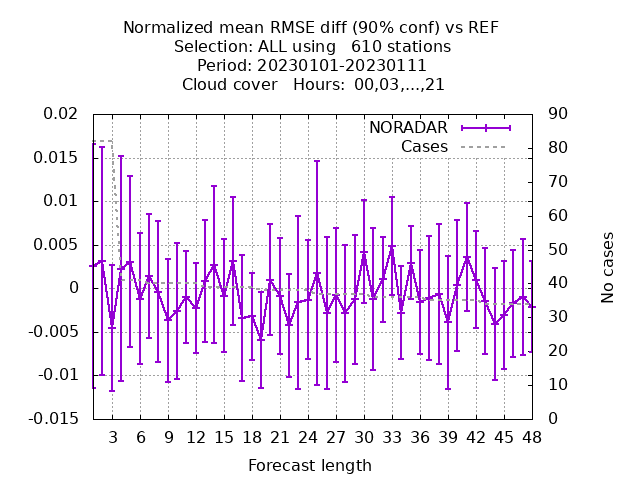 Normalized mean RMSE diff (90% conf) vs REF
Selection: ALL using   610 stations
Period: 20230101-20230111
Cloud cover   Hours:  00,03,...,21
0.02
0.015
0.01
0.005
0
-0.005
-0.01
-0.015
90
80
70
60
50
40
30
20
10
0
NORADAR
Cases
No cases
3 6 9 12 15 18 21 24 27 30 33 36 39 42 45 48
Forecast length